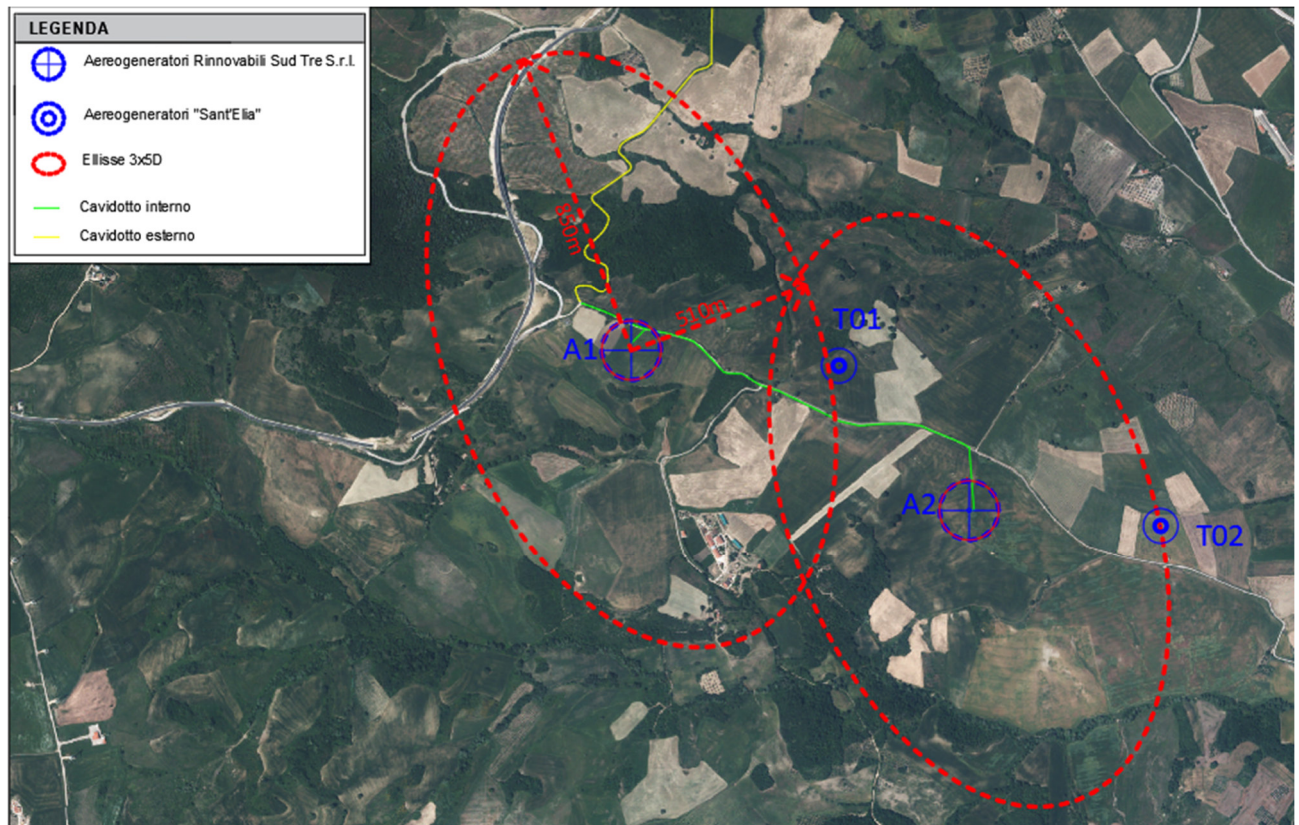 LEGENDA
Aereogeneratori Rinnovabili Sud Tre S.r.l.
Aereogeneratori "Sant'Elia"
Ellisse 3x5D
Cavidotto interno
Cavidotto esterno
850m
510m
T01
A1
A2
T02